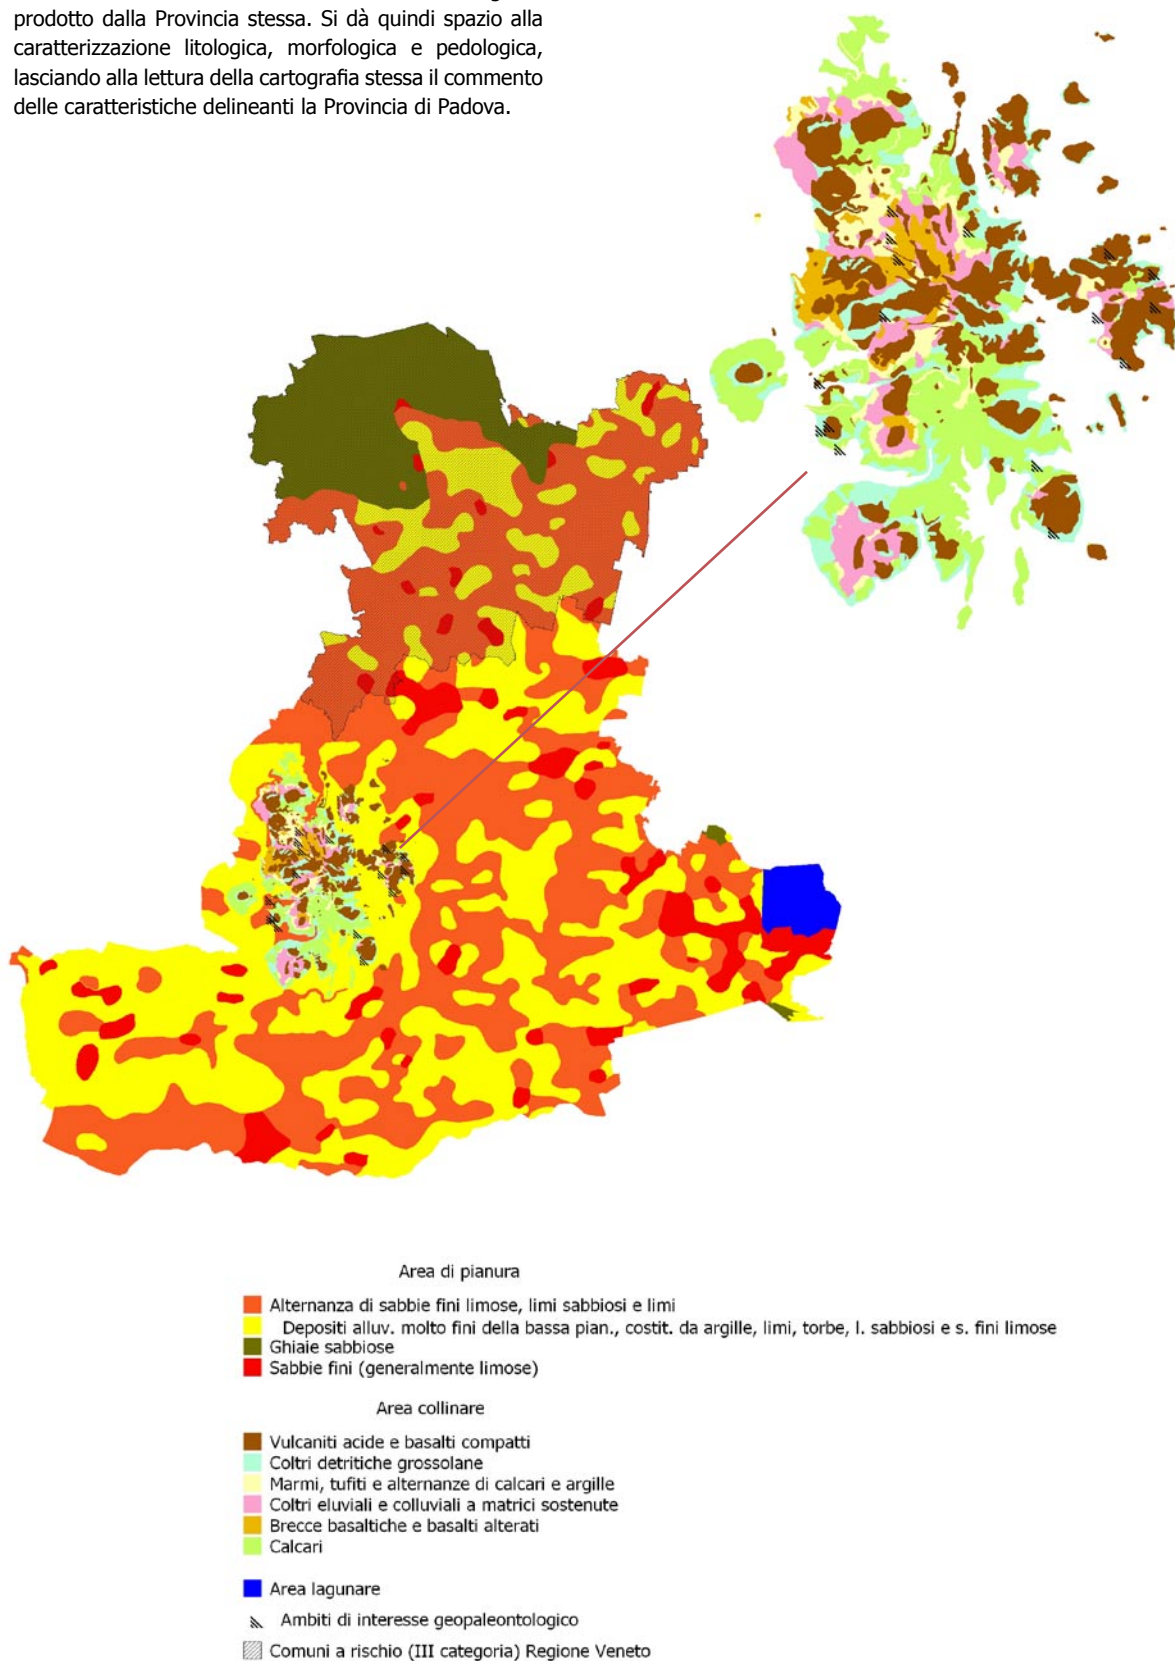 prodotto dalla Provincia stessa. Si dà quindi spazio alla
caratterizzazione litologica, morfologica e pedologica,
lasciando alla lettura della cartografia stessa il commento
delle caratteristiche delineanti la Provincia di Padova.
Area di pianura
Alternanza di sabbie fini limose, limi sabbiosi e limi
Depositi alluv. molto fini della bassa pian., costit. da argille, limi, torbe, l. sabbiosi e s. fini limose
Ghiaie sabbiose
Sabbie fini (generalmente limose)
Area collinare
Vulcaniti acide e basalti compatti
Coltri detritiche grossolane
Marmi, tufiti e alternanze di calcari e argille
Coltri eluviali e colluviali a matrici sostenute
Brecce basaltiche e basalti alterati
Calcari
Area lagunare
Ambiti di interesse geopaleontologico
Comuni a rischio (III categoria) Regione Veneto